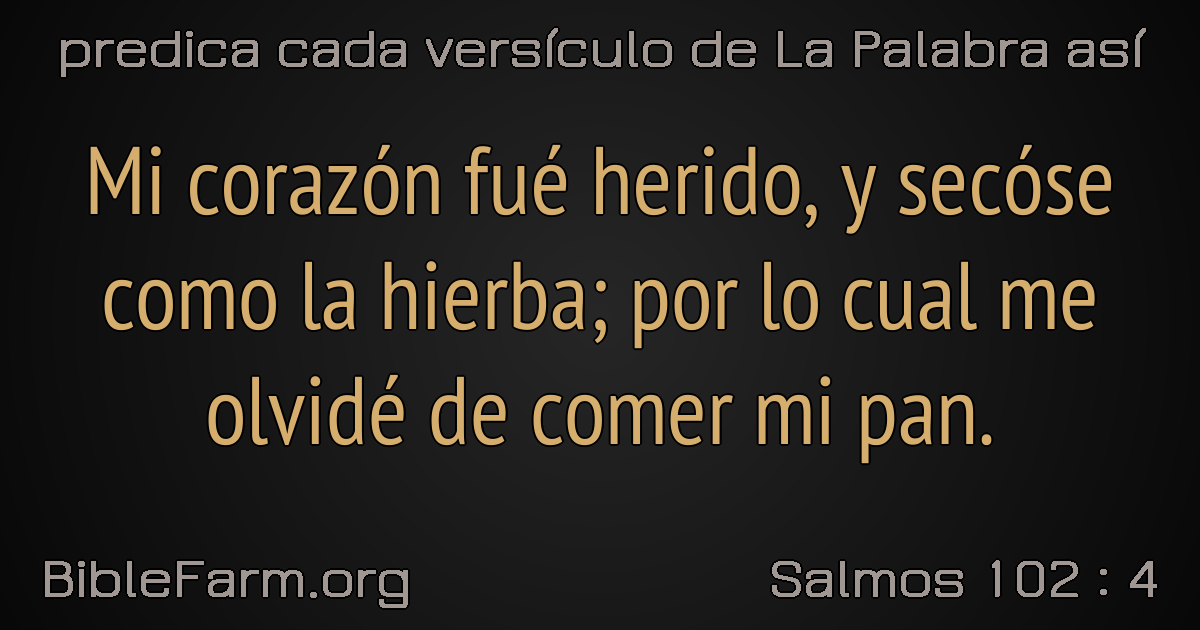 predica cada versículo de La Palabra así
Mi corazón fué herido, y secóse
como la hierba; por lo cual me
olvidé de comer mi pan.
BibleFarm.org
Salmos 102 : 4